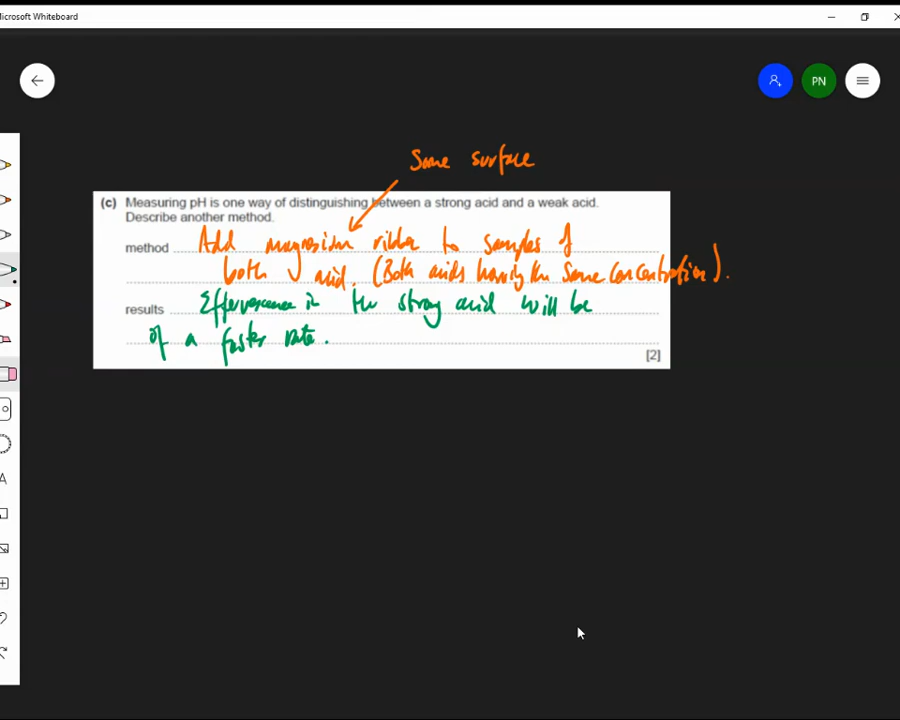 Microsoft Whiteboard
PN
Same surface
(c) Measuring pH is one way of distinguishing between a strong acid and a weak acid.
Describe another method.
method Add magnesium ribbon to samples of
both acid. (Both acids having the same concentration).
results Effervescence in the strong acid will be
of a faster rate.
[2]